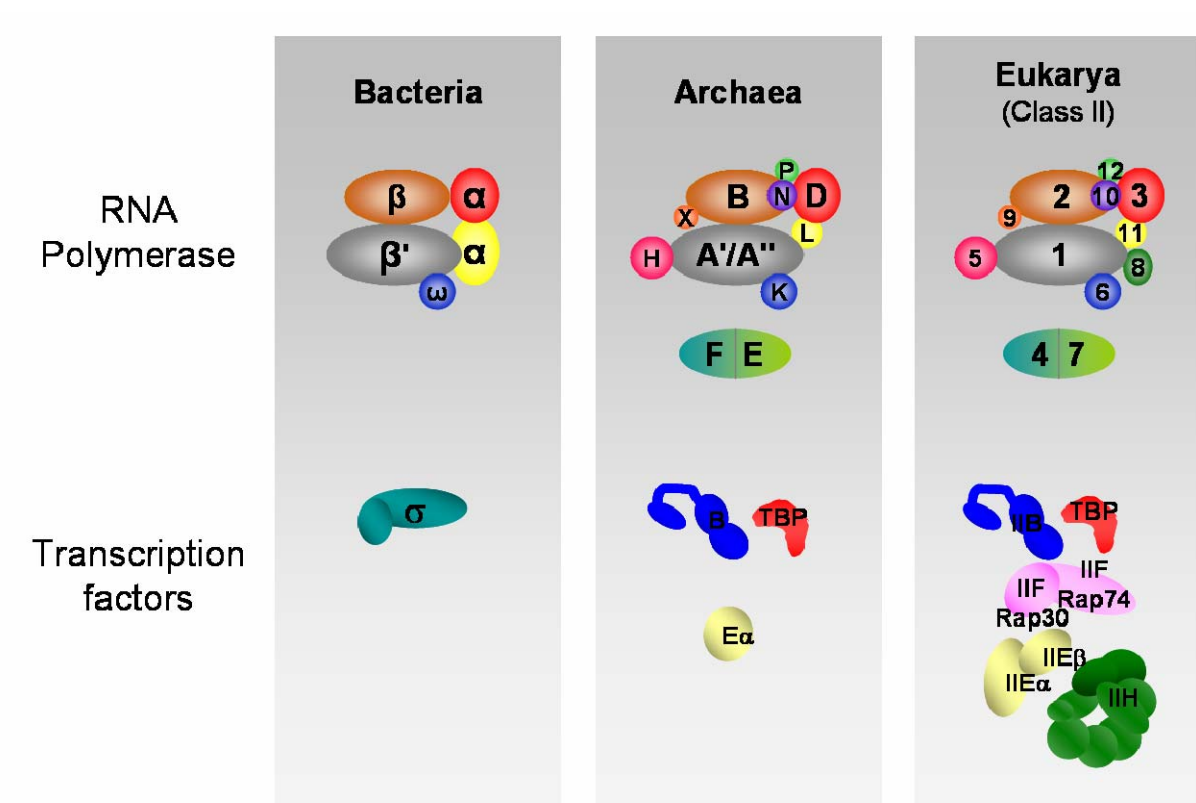 Bacteria
Archaea
Eukarya
(Class II)
RNA
Polymerase
β
α
β'
α
ω
P
B
N
D
X
L
H
A'/A''
K
F E
12
2
10
3
9
11
5
1
8
6
4 7
Transcription
factors
σ
B
TBP
Eα
IIB
TBP
IIF
Rap74
IIF
Rap30
IIEβ
IIEα
IIH